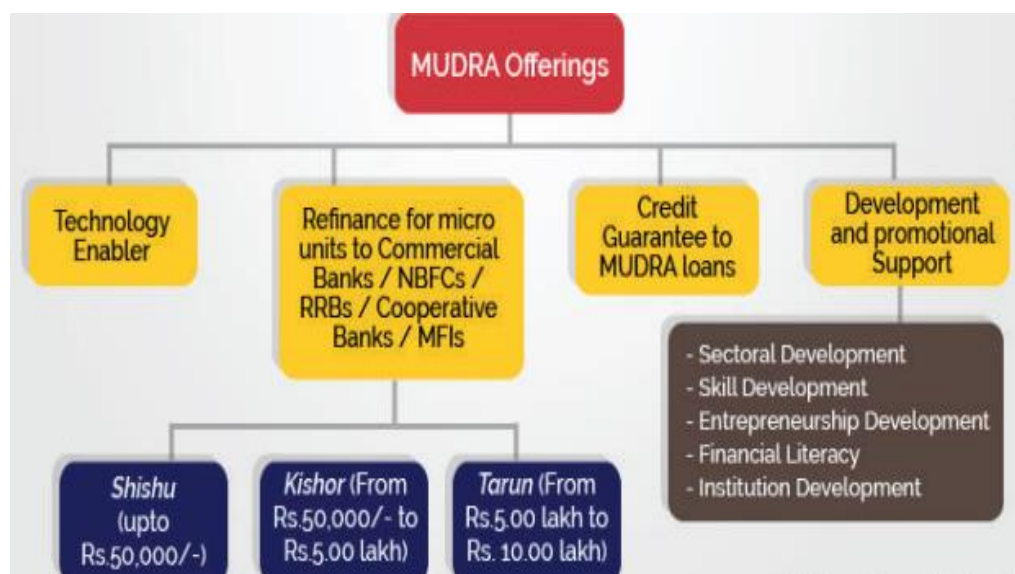 MUDRA Offerings
Technology
Enabler
Refinance for micro
units to Commercial
Banks / NBFCs /
RRBs / Cooperative
Banks / MFIs
Credit
Guarantee to
MUDRA loans
Development
and promotional
Support
- Sectoral Development
- Skill Development
- Entrepreneurship Development
- Financial Literacy
- Institution Development
Shishu
(upto
Rs.50,000/-)
Kishor (From
Rs.50,000/- to
Rs.5.00 lakh)
Tarun (From
Rs.5.00 lakh to
Rs. 10.00 lakh)